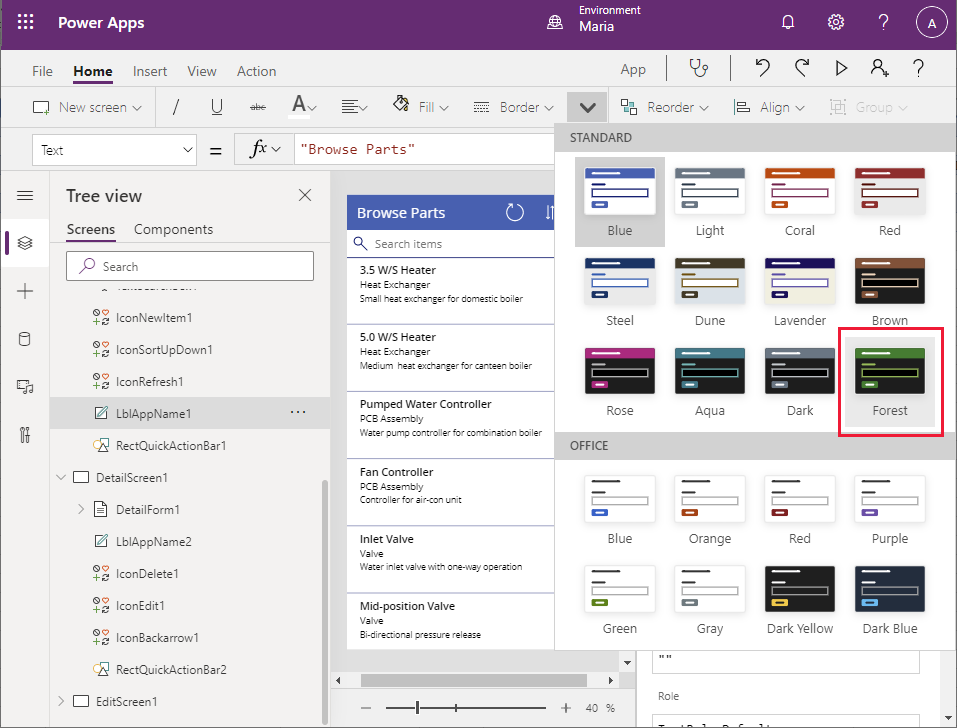 Power Apps
Environment
Maria
A
File Home Insert View Action
App
New screen
abc
A
Fill
Border
Reorder
Align
Group
Text
=
fx
"Browse Parts"
Tree view
Screens Components
Search
IconNewItem1
IconSortUpDown1
IconRefresh1
LblAppName1
RectQuickActionBar1
DetailScreen1
DetailForm1
LblAppName2
IconDelete1
IconEdit1
IconBackarrow1
RectQuickActionBar2
EditScreen1
Browse Parts
Search items
3.5 W/S Heater
Heat Exchanger
Small heat exchanger for domestic boiler
5.0 W/S Heater
Heat Exchanger
Medium heat exchanger for canteen boiler
Pumped Water Controller
PCB Assembly
Water pump controller for combination boiler
Fan Controller
PCB Assembly
Controller for air-con unit
Inlet Valve
Valve
Water inlet valve with one-way operation
Mid-position Valve
Valve
Bi-directional pressure release
40 %
STANDARD
Blue Light Coral Red
Steel Dune Lavender Brown
Rose Aqua Dark Forest
OFFICE
Blue Orange Red Purple
Green Gray Dark Yellow Dark Blue
""
Role